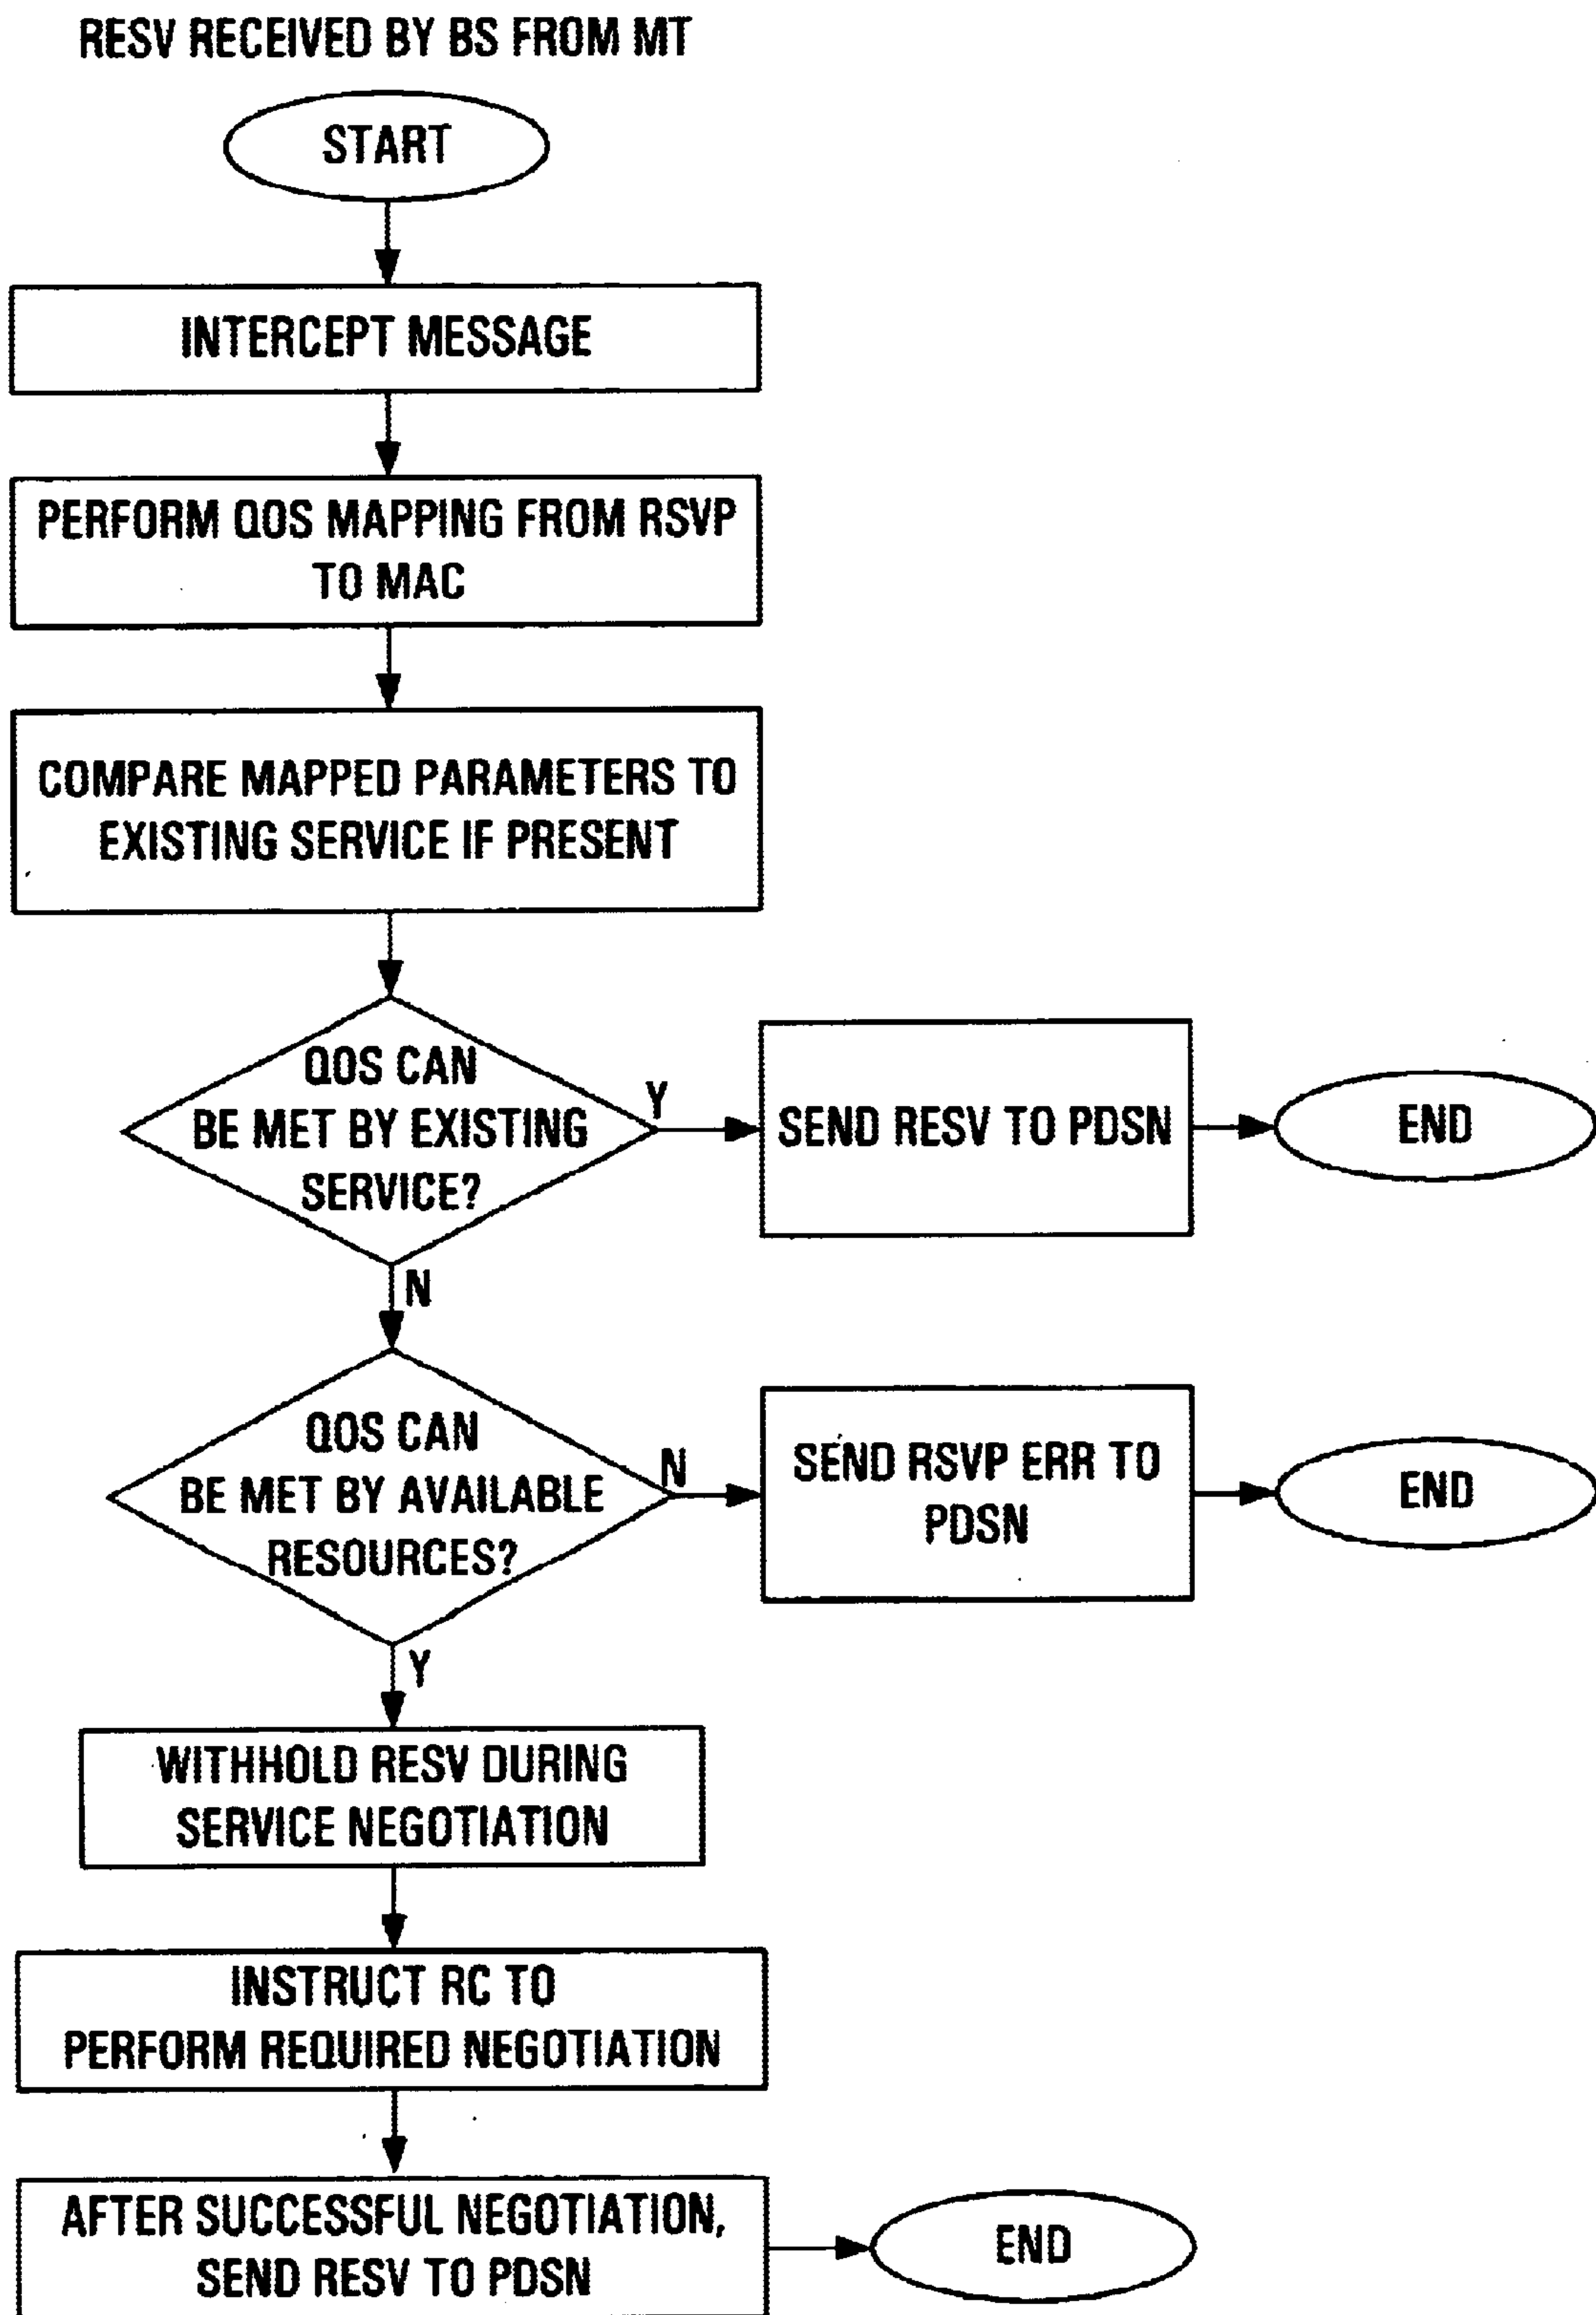 RESV RECEIVED BY BS FROM MT
START
INTERCEPT MESSAGE
PERFORM QOS MAPPING FROM RSVP
TO MAC
COMPARE MAPPED PARAMETERS TO
EXISTING SERVICE IF PRESENT
QOS CAN
BE MET BY EXISTING
SERVICE?
Y
SEND RESV TO PDSN
END
N
QOS CAN
BE MET BY AVAILABLE
RESOURCES?
N
SEND RSVP ERR TO
PDSN
END
Y
WITHHOLD RESV DURING
SERVICE NEGOTIATION
INSTRUCT RC TO
PERFORM REQUIRED NEGOTIATION
AFTER SUCCESSFUL NEGOTIATION,
SEND RESV TO PDSN
END